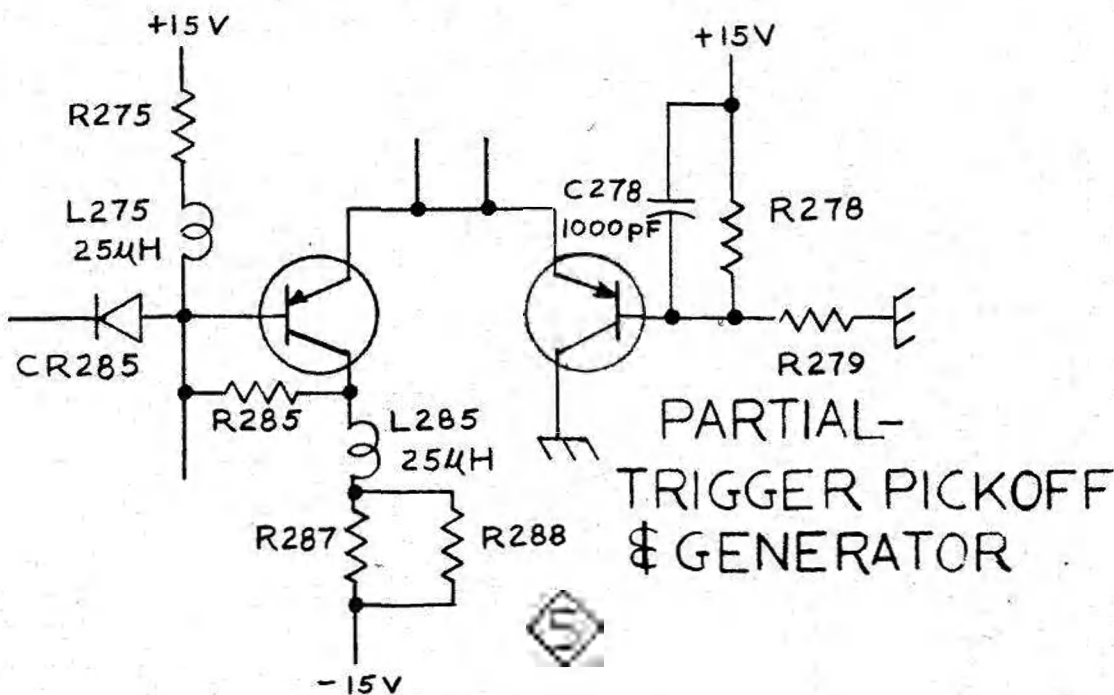 +15V
+15V
R275
L275
25µH
C278
1000pF
R278
CR285
R279
R285
L285
25µH
PARTIAL-
TRIGGER PICKOFF
& GENERATOR
R287
R288
5
-15V